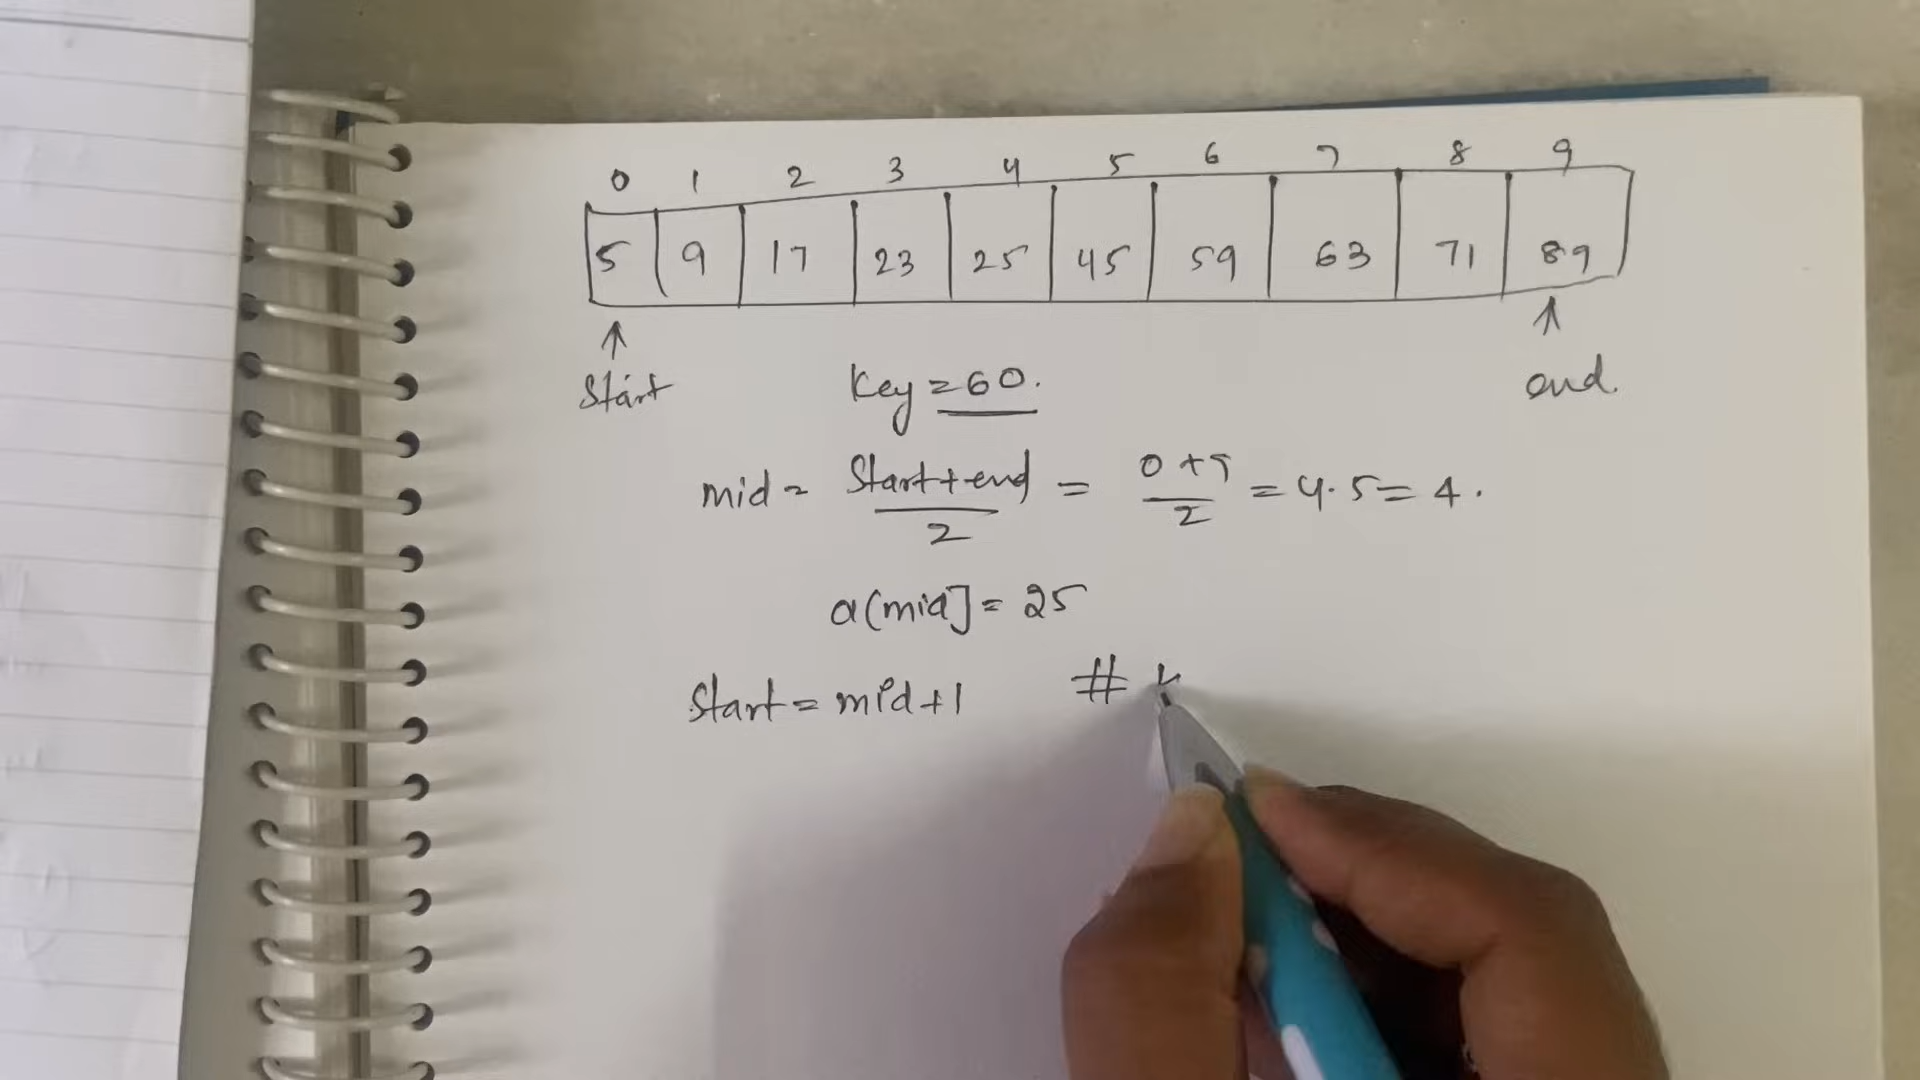 0 1 2 3 4 5 6 7 8 9
5 9 17 23 25 45 59 63 71 89
Start end.
Key = 60.
mid = Start+end / 2 = 0+9 / 2 = 4.5 = 4.
a[mid] = 25
Start = mid+1 #